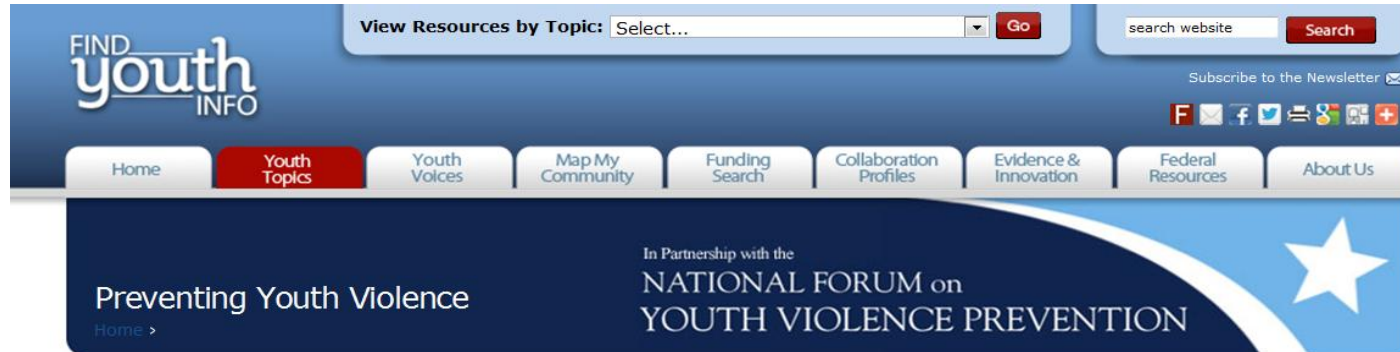 View Resources by Topic: Select...
Go
search website
Search
FIND
youth
INFO
Subscribe to the Newsletter
F f
Home
Youth
Topics
Youth
Voices
Map My
Community
Funding
Search
Collaboration
Profiles
Evidence &
Innovation
Federal
Resources
About Us
In Partnership with the
NATIONAL FORUM on
YOUTH VIOLENCE PREVENTION
Preventing Youth Violence
Home >